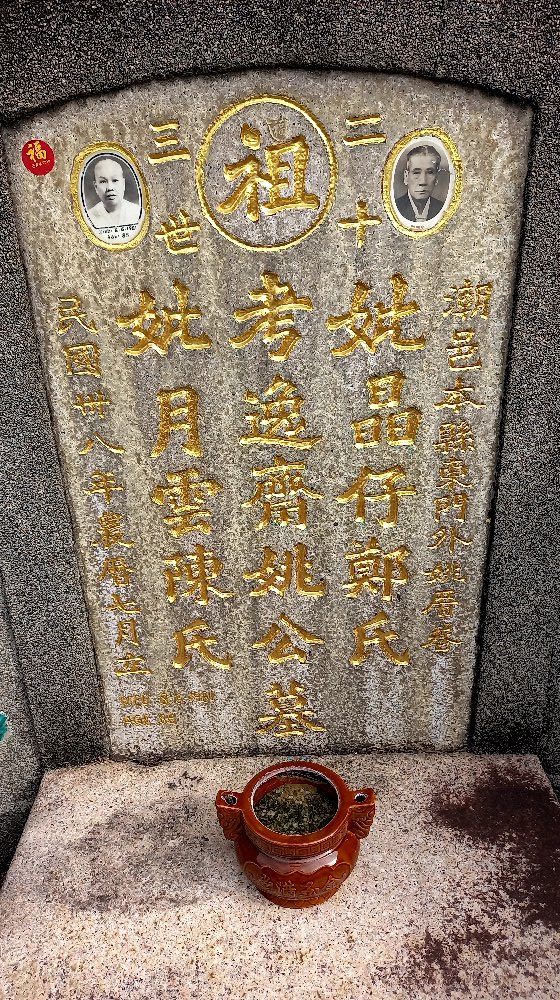 福
二十
祖
三世
潮邑本縣東門外姚厝巷
妣晶仔鄭氏
考逸齋姚公墓
妣月雲陳氏
民國卅八年農曆七月立